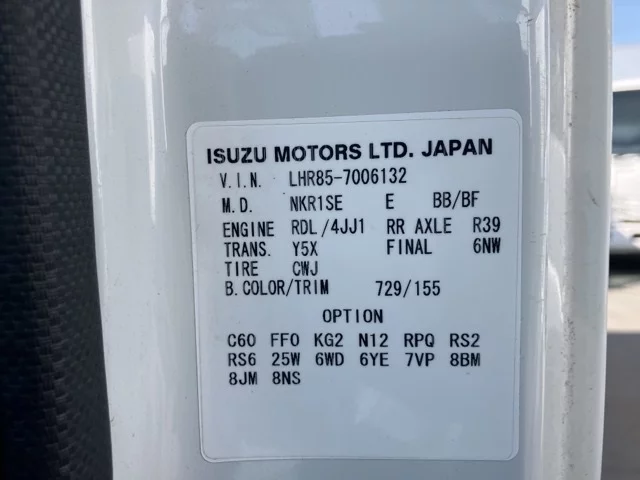 ISUZU MOTORS LTD. JAPAN
V.I.N. LHR85-7006132
M.D. NKR1SE E BB/BF
ENGINE RDL/4JJ1 RR AXLE R39
TRANS. Y5X FINAL 6NW
TIRE CWJ
B.COLOR/TRIM 729/155
OPTION
C60 FF0 KG2 N12 RPQ RS2
RS6 25W 6WD 6YE 7VP 8BM
8JM 8NS